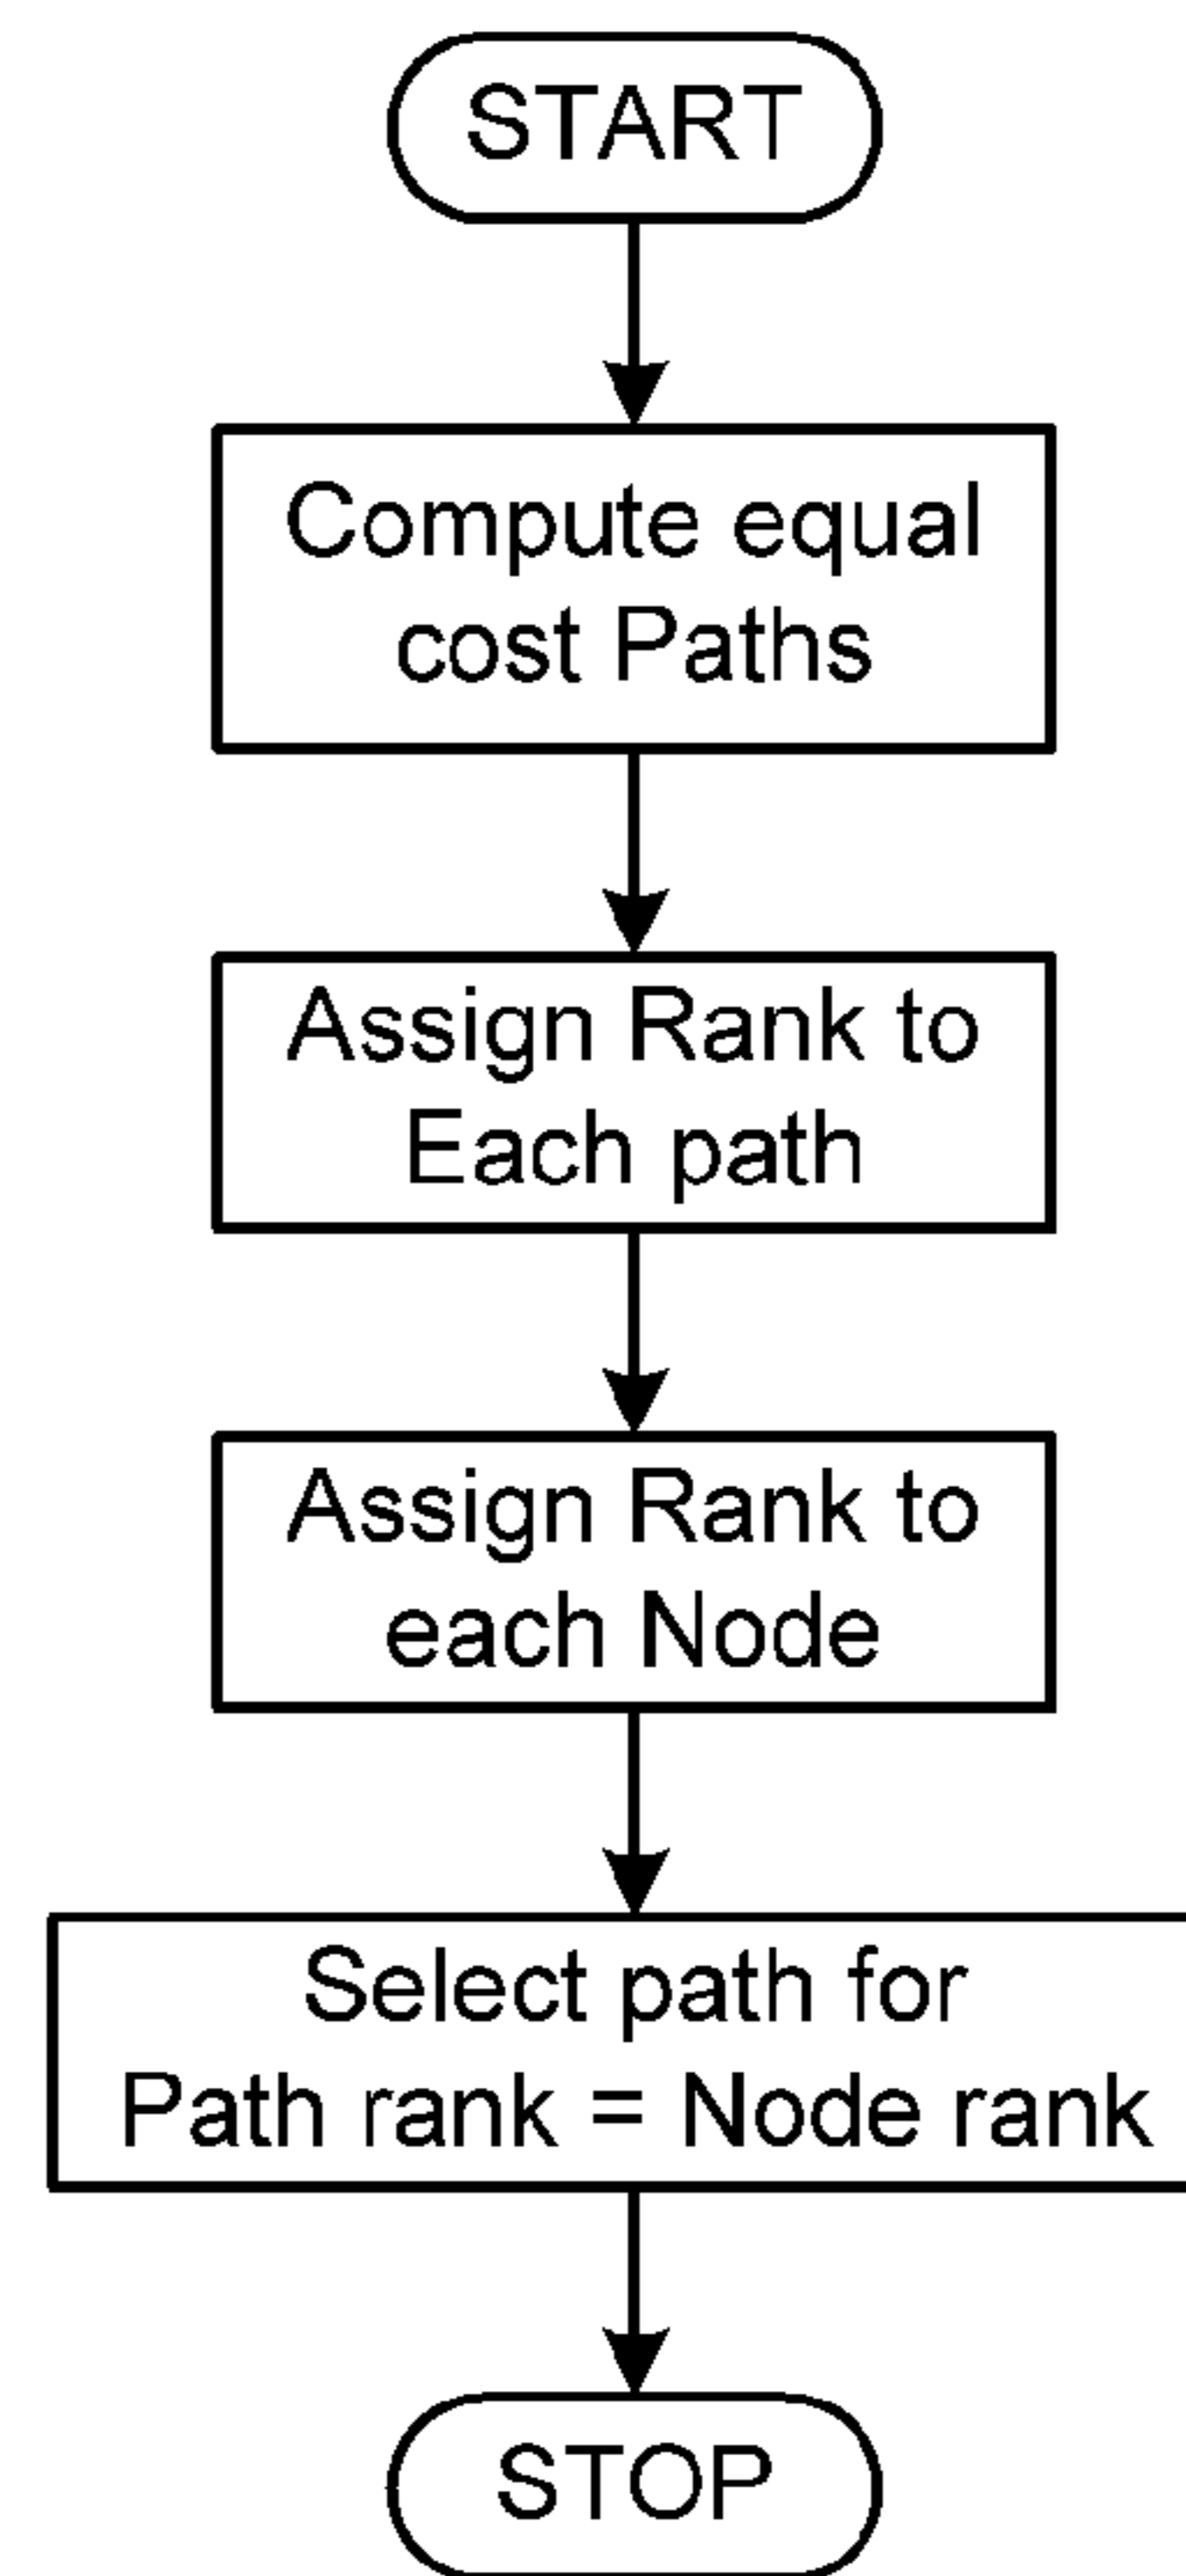 START
Compute equal
cost Paths
Assign Rank to
Each path
Assign Rank to
each Node
Select path for
Path rank = Node rank
STOP